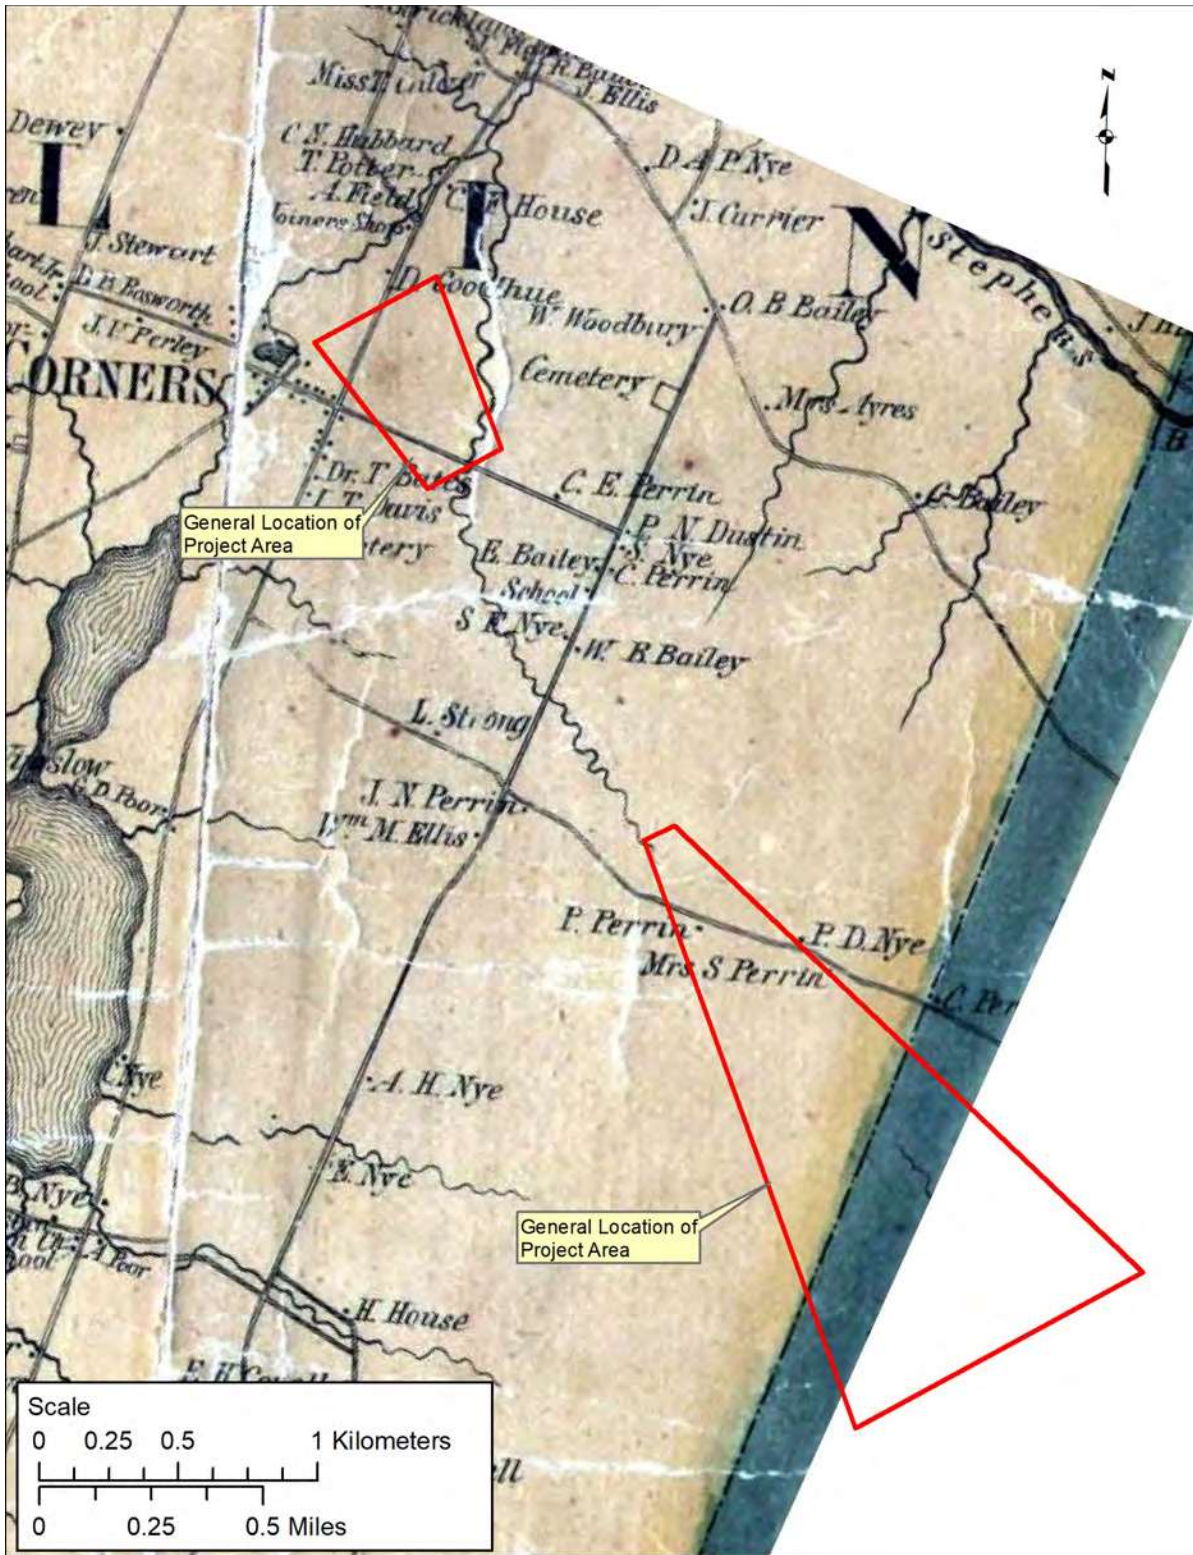 Miss T. Culver
J. Ellis
Dewey
C. N. Hubbard
T. Potter
A. Field
Joiners Shop
C. F. House
D. A. P. Nye
J. Currier
L I N
Stephens
J. Stewart
D. B. Bosworth
J. V. Perley
CORNERS
D. Goodhue
W. Woodbury
O. B. Bailey
Cemetery
Mrs Ayres
Dr. T. Bates
Davis
General Location of
Project Area
C. E. Perrin
G. Bailey
P. N. Dustin
S. Nye
E. Bailey
C. Perrin
School
W. B. Bailey
L. Strong
D. Poor
J. N. Perrin
Wm. M. Ellis
P. Perrin
P. D. Nye
Mrs. S Perrin
C. Per
Nye
A. H. Nye
E. Nye
B. Nye
A. Poor
General Location of
Project Area
H. House
Scale
0 0.25 0.5 1 Kilometers
0 0.25 0.5 Miles
ell
N